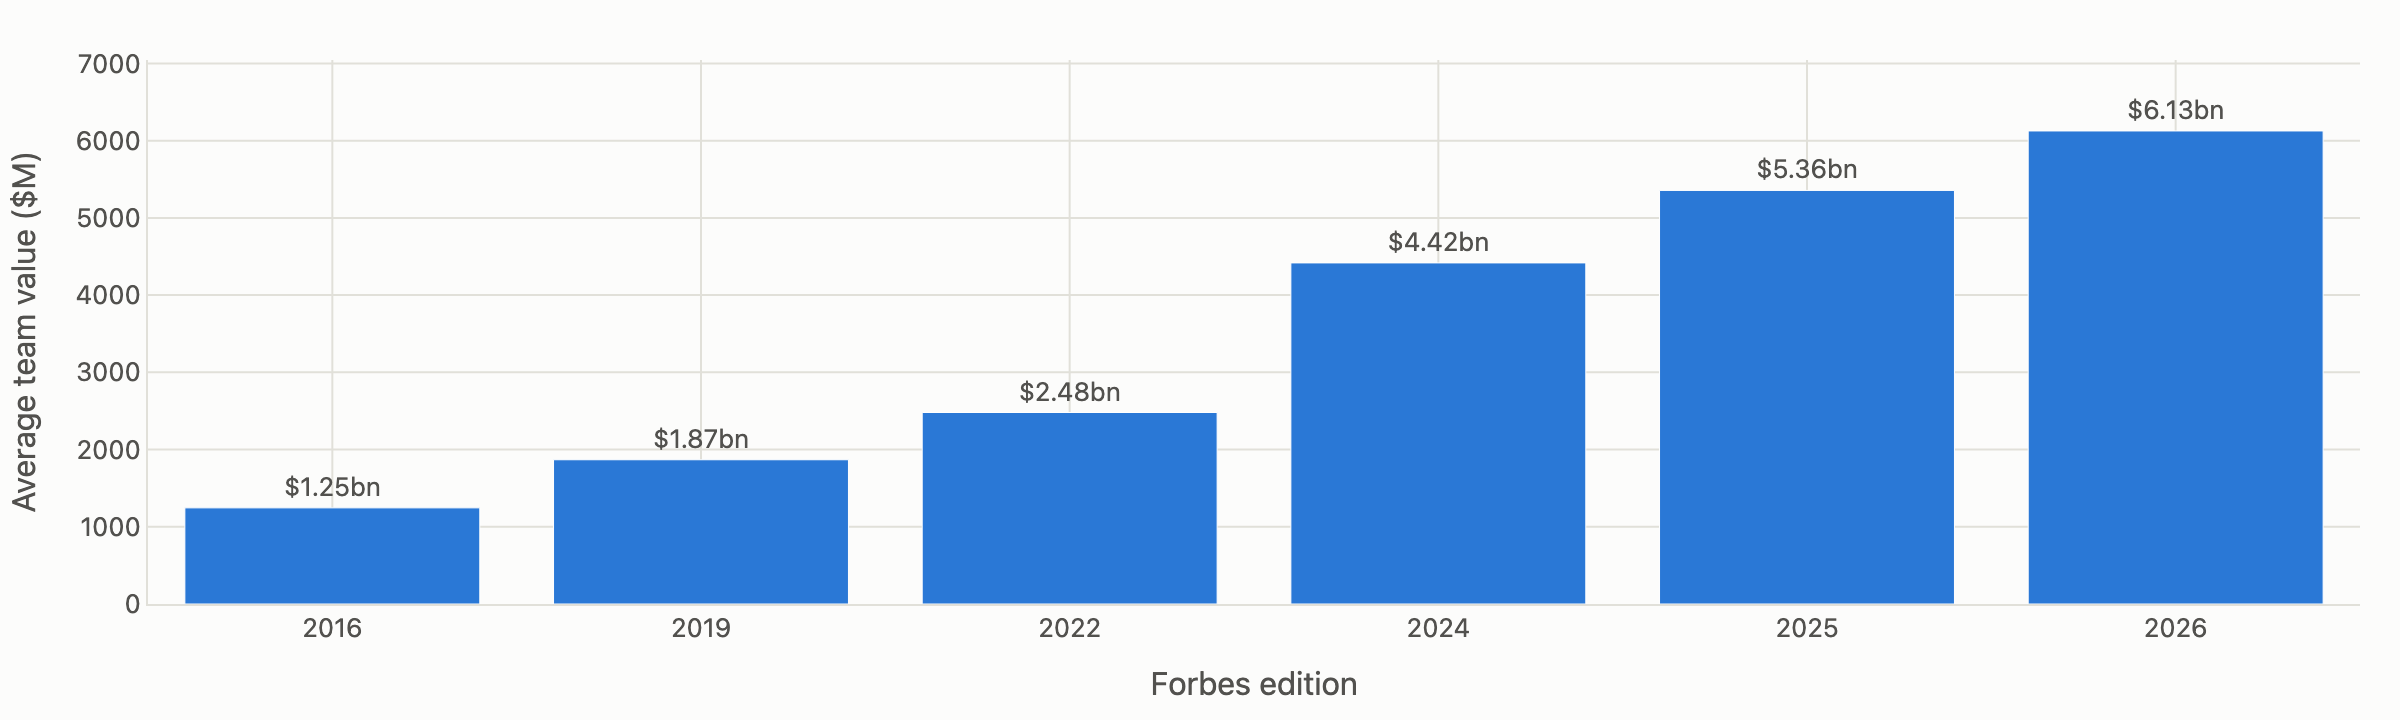 Average team value ($M)
7000
6000
5000
4000
3000
2000
1000
0
$1.25bn
$1.87bn
$2.48bn
$4.42bn
$5.36bn
$6.13bn
2016
2019
2022
2024
2025
2026
Forbes edition